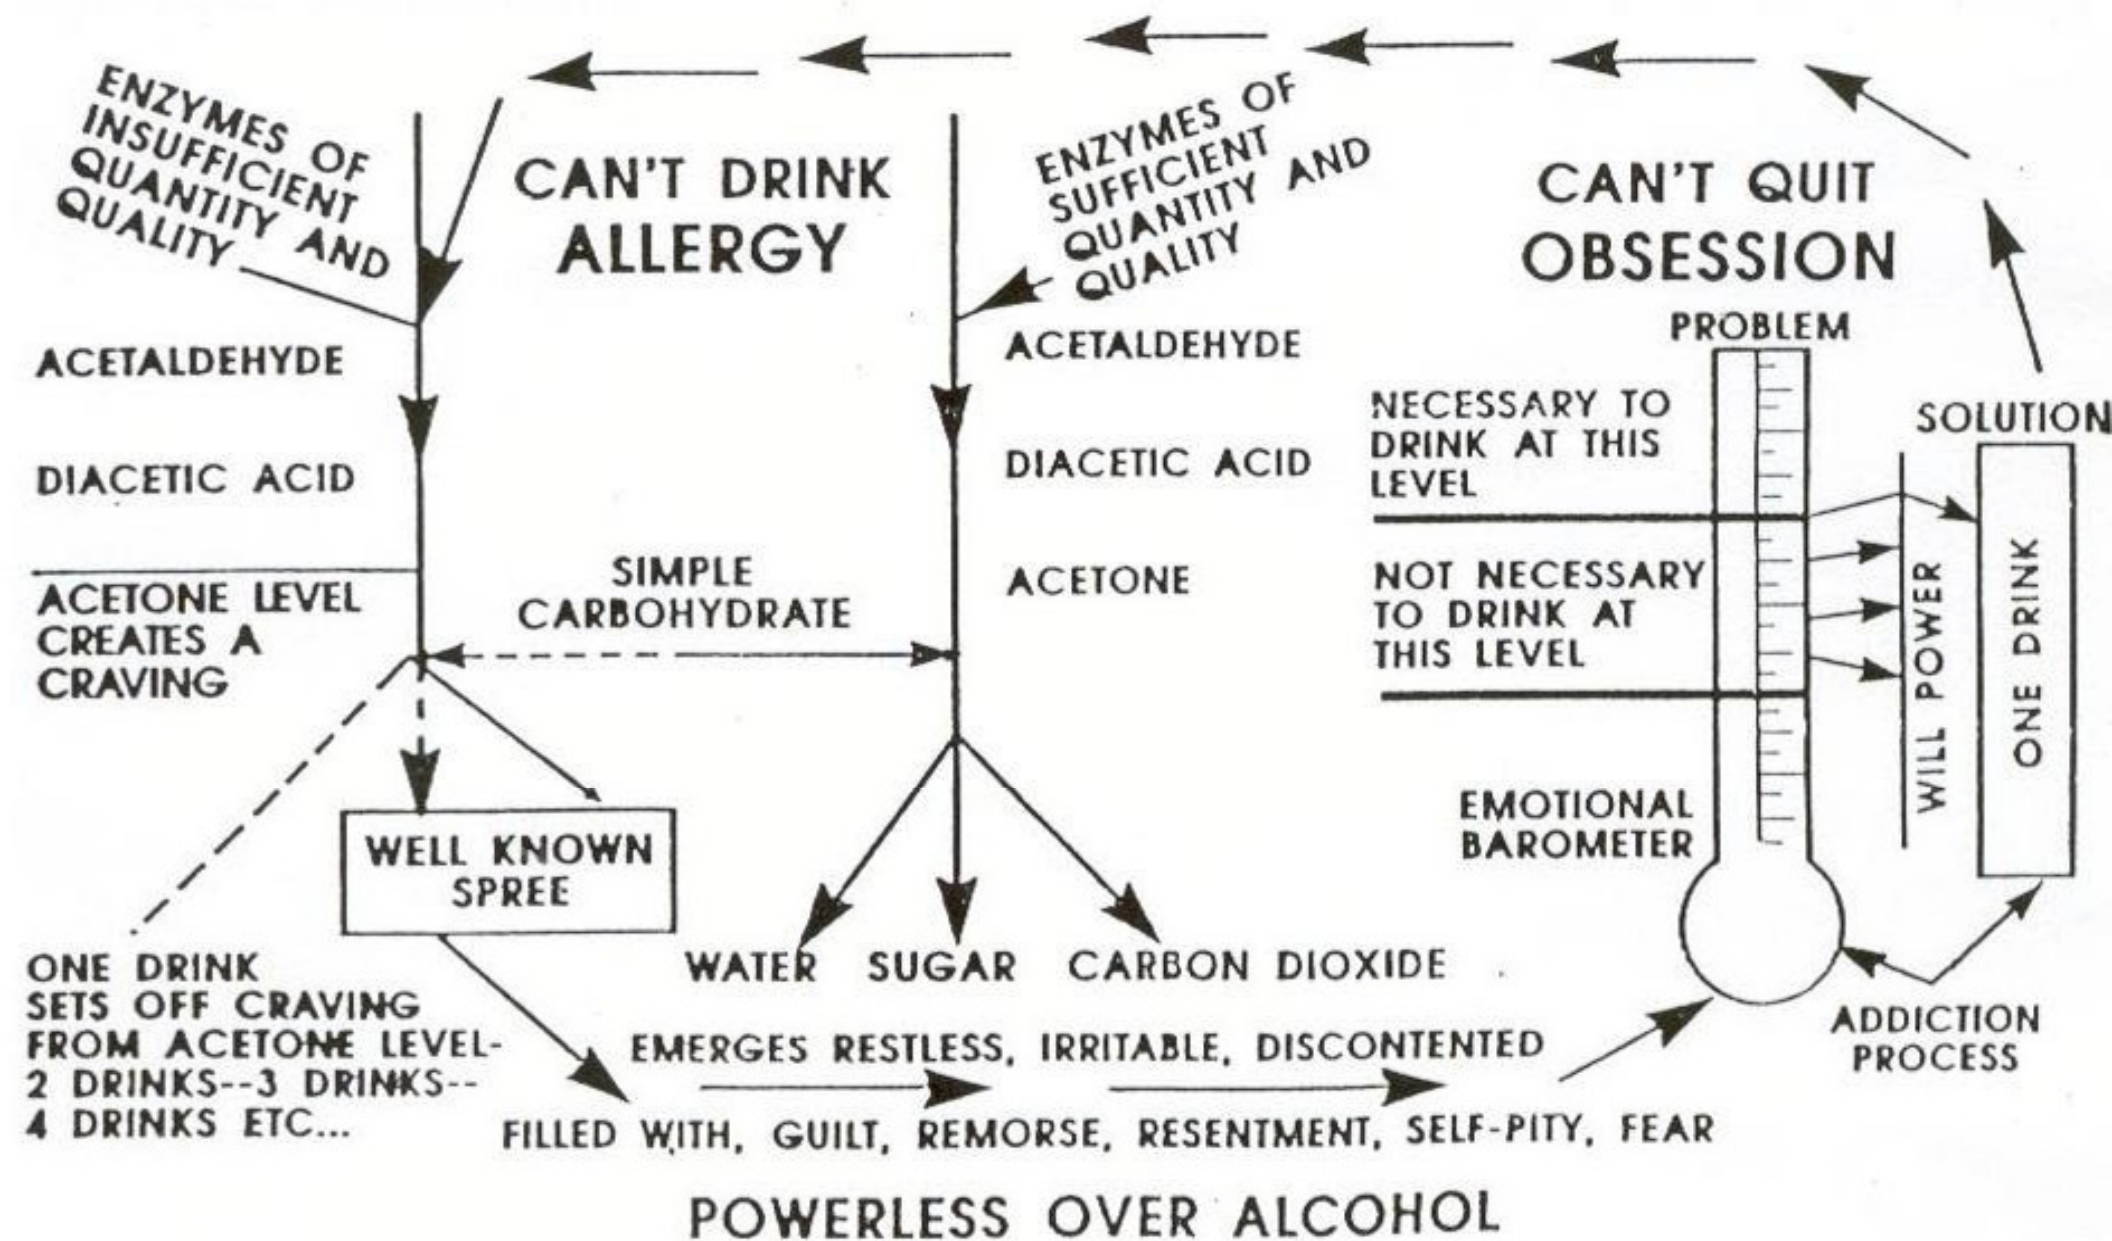 ENZYMES OF
INSUFFICIENT
QUANTITY AND
QUALITY
CAN'T DRINK
ALLERGY
ENZYMES OF
SUFFICIENT
QUANTITY AND
QUALITY
CAN'T QUIT
OBSESSION
PROBLEM
ACETALDEHYDE
DIACETIC ACID
ACETONE LEVEL
CREATES A
CRAVING
SIMPLE
CARBOHYDRATE
ACETALDEHYDE
DIACETIC ACID
ACETONE
NECESSARY TO
DRINK AT THIS
LEVEL
NOT NECESSARY
TO DRINK AT
THIS LEVEL
EMOTIONAL
BAROMETER
WILL POWER
SOLUTION
ONE DRINK
ADDICTION
PROCESS
WELL KNOWN
SPREE
ONE DRINK
SETS OFF CRAVING
FROM ACETONE LEVEL-
2 DRINKS--3 DRINKS--
4 DRINKS ETC...
WATER SUGAR CARBON DIOXIDE
EMERGES RESTLESS, IRRITABLE, DISCONTENTED
FILLED WITH, GUILT, REMORSE, RESENTMENT, SELF-PITY, FEAR
POWERLESS OVER ALCOHOL